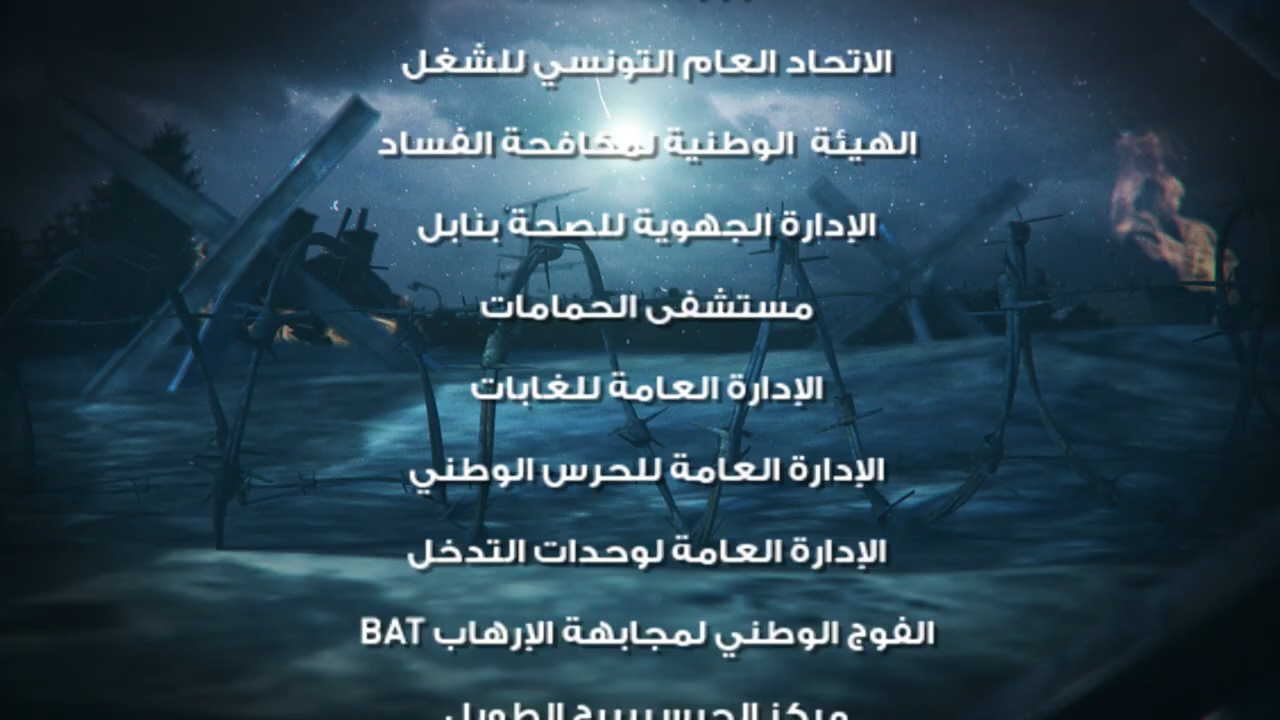 الاتحاد العام التونسي للشغل
الهيئة الوطنية لمكافحة الفساد
الإدارة الجهوية للصحة بنابل
مستشفى الحمامات
الإدارة العامة للغابات
الإدارة العامة للحرس الوطني
الإدارة العامة لوحدات التدخل
الفوج الوطني لمجابهة الإرهاب BAT